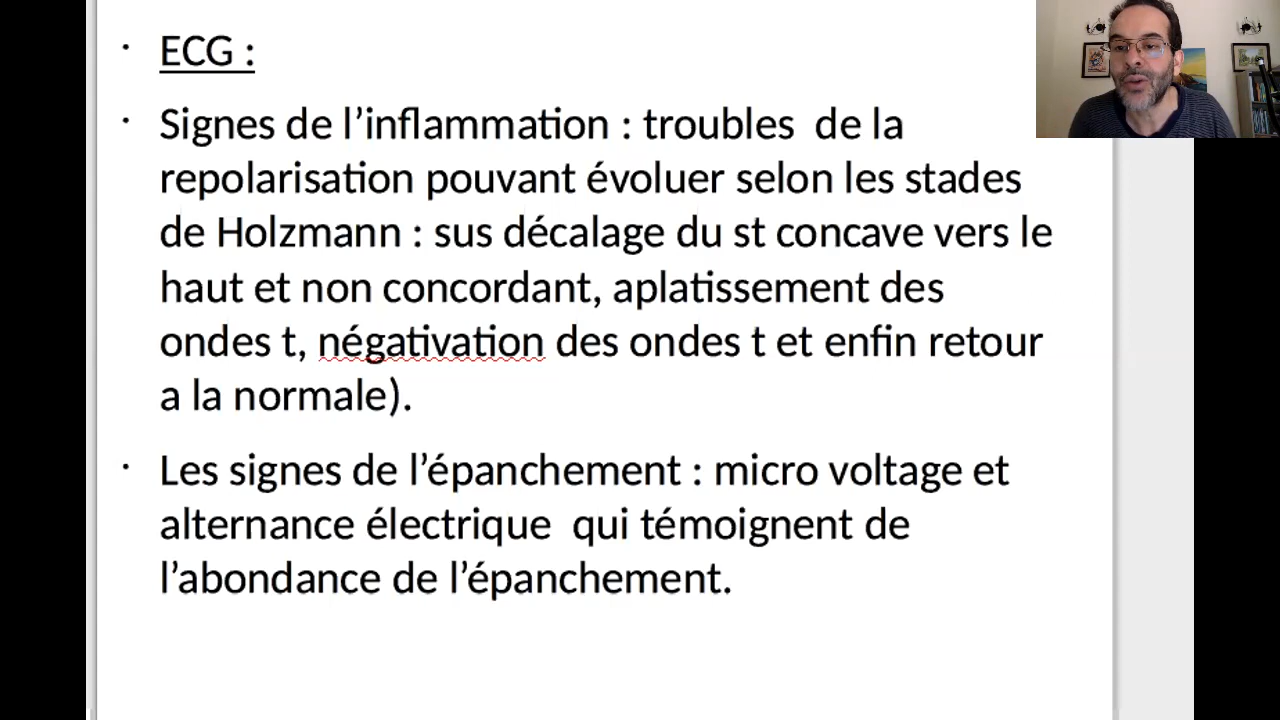 ECG :
Signes de l’inflammation : troubles  de la
repolarisation pouvant évoluer selon les stades
de Holzmann : sus décalage du st concave vers le
haut et non concordant, aplatissement des
ondes t, négativation des ondes t et enfin retour
a la normale).
Les signes de l’épanchement : micro voltage et
alternance électrique  qui témoignent de
l’abondance de l’épanchement.